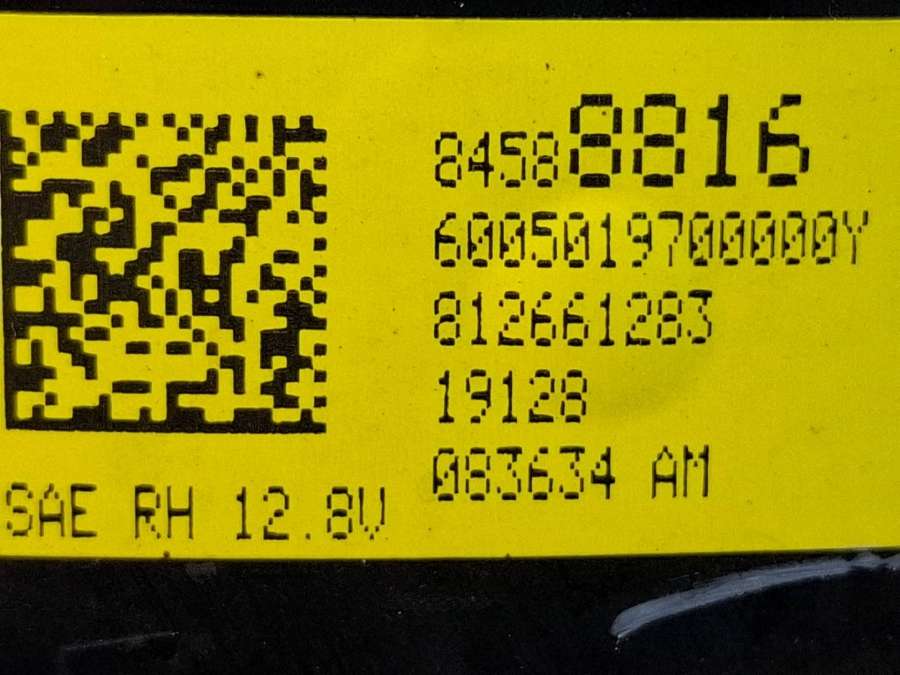 84588816
6005019700000Y
812661283
19128
083634 AM
SAE RH 12.8V